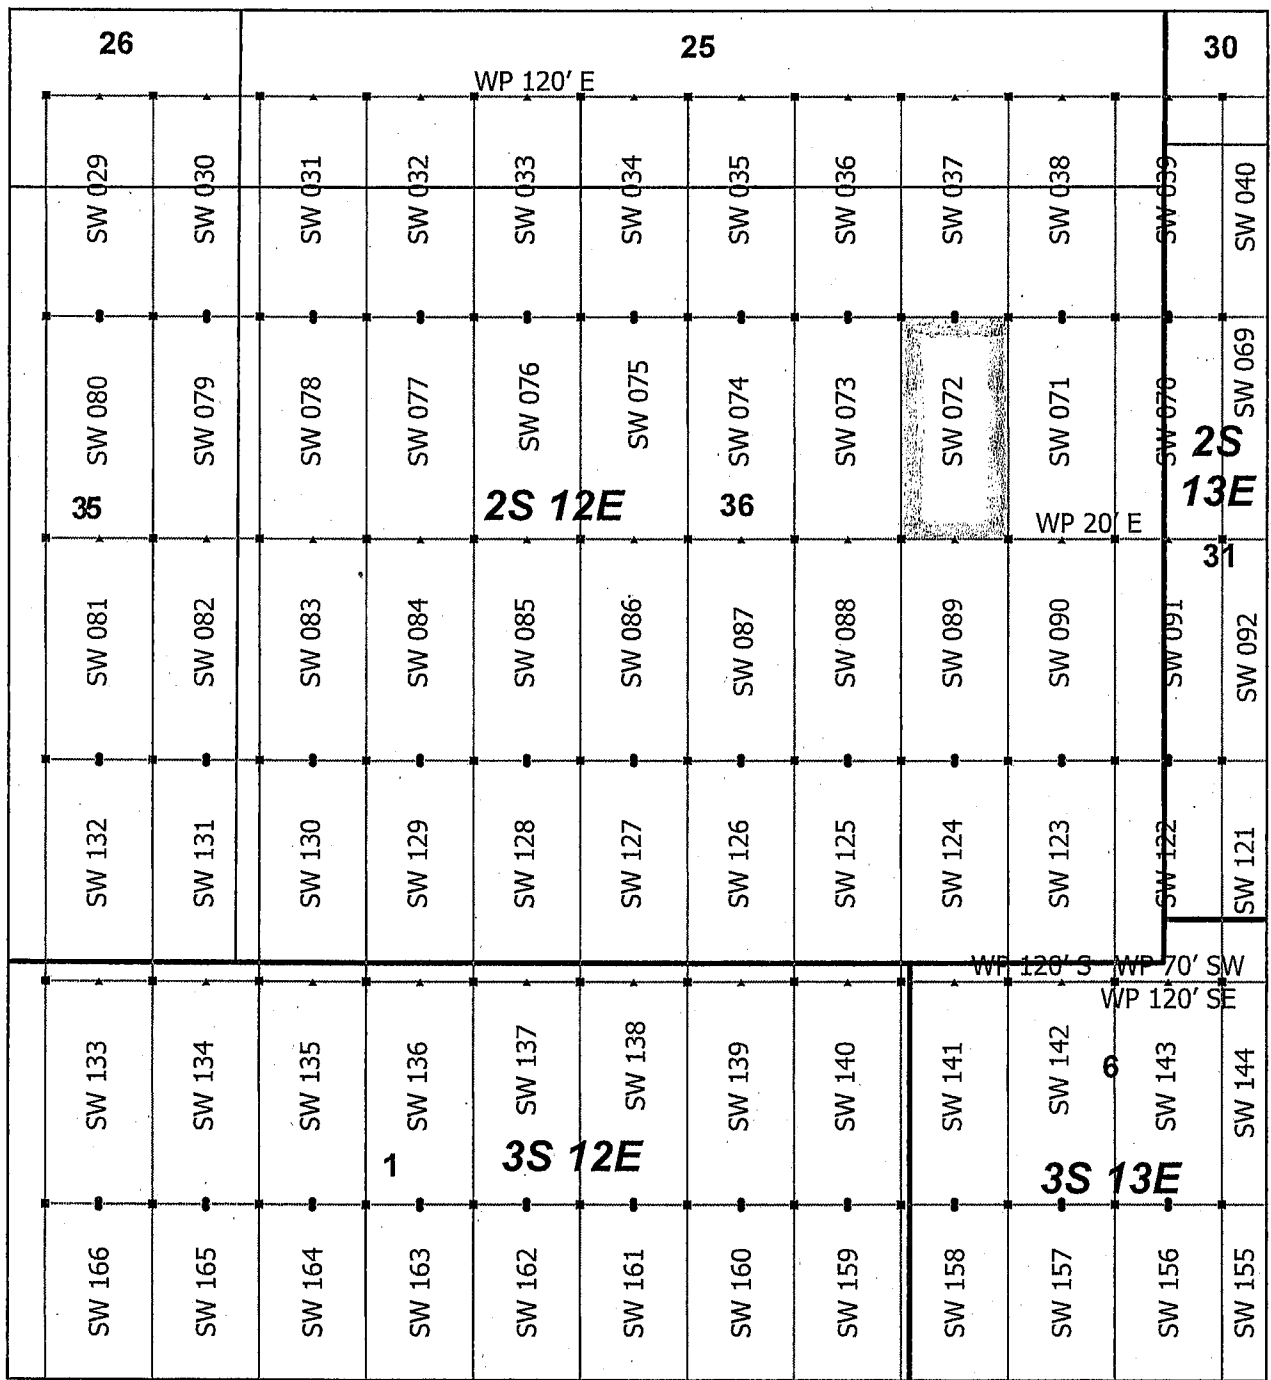 26
25
30
WP 120' E
SW 029
SW 030
SW 031
SW 032
SW 033
SW 034
SW 035
SW 036
SW 037
SW 038
SW 039
SW 040
SW 080
SW 079
SW 078
SW 077
SW 076
SW 075
SW 074
SW 073
SW 072
SW 071
SW 070
SW 069
2S
13E
35
2S 12E
36
WP 20' E
31
SW 081
SW 082
SW 083
SW 084
SW 085
SW 086
SW 087
SW 088
SW 089
SW 090
SW 091
SW 092
SW 132
SW 131
SW 130
SW 129
SW 128
SW 127
SW 126
SW 125
SW 124
SW 123
SW 122
SW 121
WP 120' S
WP 70' SW
WP 120' SE
SW 133
SW 134
SW 135
SW 136
SW 137
SW 138
SW 139
SW 140
SW 141
SW 142
6
SW 143
SW 144
1
3S 12E
3S 13E
SW 166
SW 165
SW 164
SW 163
SW 162
SW 161
SW 160
SW 159
SW 158
SW 157
SW 156
SW 155